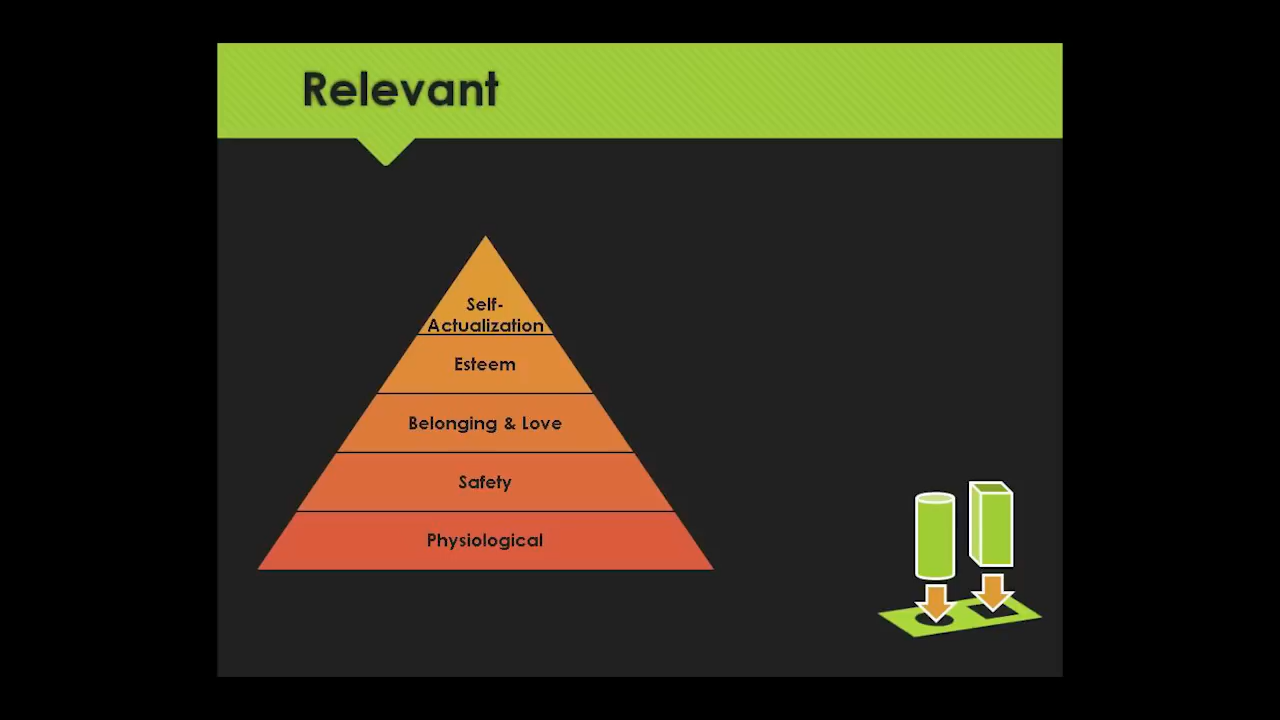 Relevant
Self-
Actualization
Esteem
Belonging & Love
Safety
Physiological